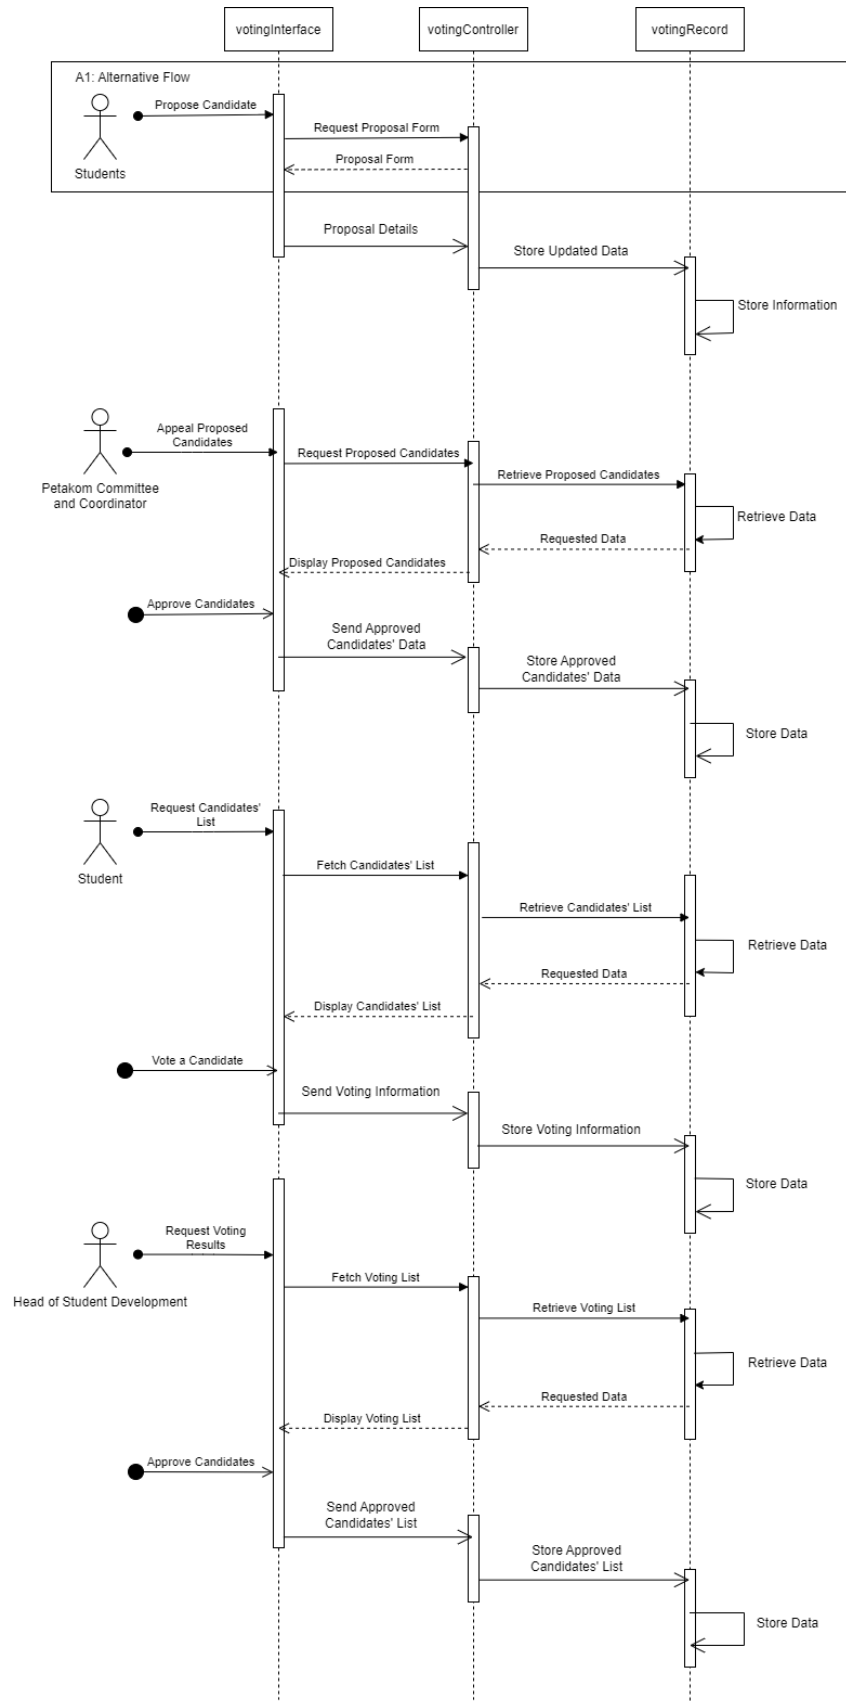 votingInterface
votingController
votingRecord
A1: Alternative Flow
Propose Candidate
Request Proposal Form
Proposal Form
Students
Proposal Details
Store Updated Data
Store Information
Appeal Proposed
Candidates
Request Proposed Candidates
Retrieve Proposed Candidates
Petakom Committee
and Coordinator
Retrieve Data
Requested Data
Display Proposed Candidates
Approve Candidates
Send Approved
Candidates' Data
Store Approved
Candidates' Data
Store Data
Request Candidates'
List
Fetch Candidates' List
Student
Retrieve Candidates' List
Retrieve Data
Requested Data
Display Candidates' List
Vote a Candidate
Send Voting Information
Store Voting Information
Store Data
Request Voting
Results
Fetch Voting List
Head of Student Development
Retrieve Voting List
Retrieve Data
Requested Data
Display Voting List
Approve Candidates
Send Approved
Candidates' List
Store Approved
Candidates' List
Store Data